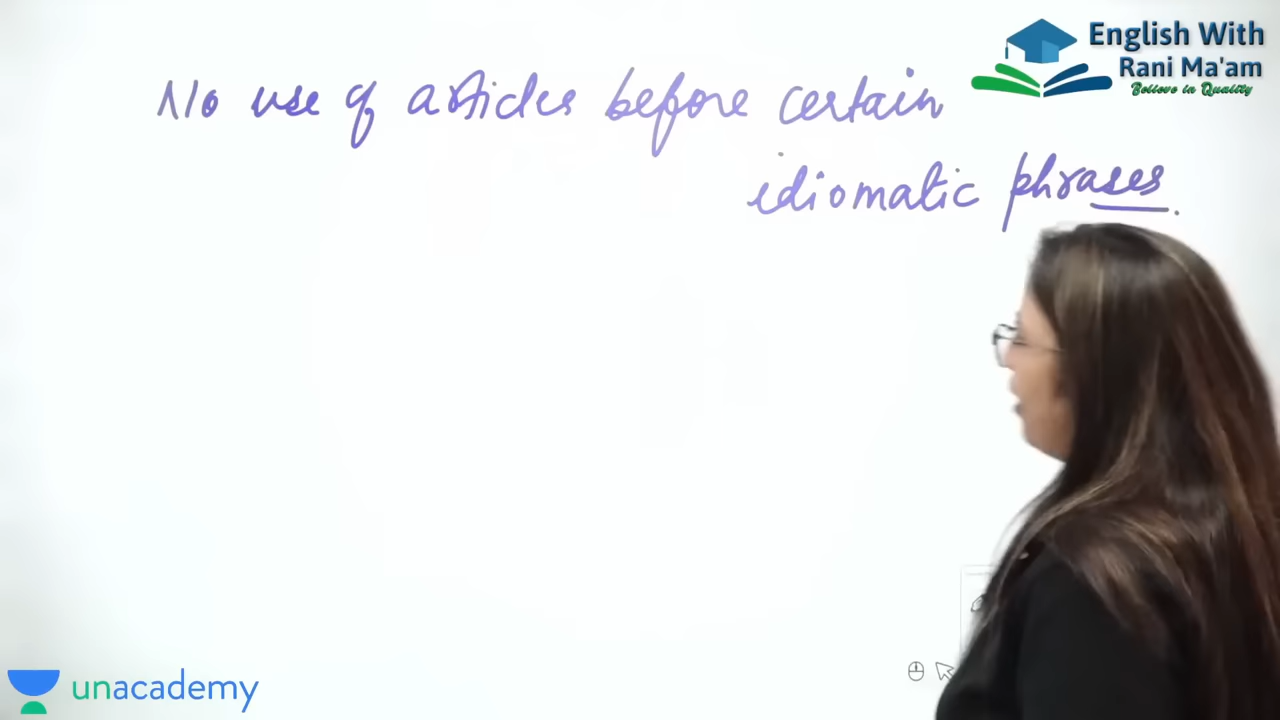 English With
Rani Ma'am
Believe in Quality
No use of articles before certain
idiomatic phrases.
unacademy